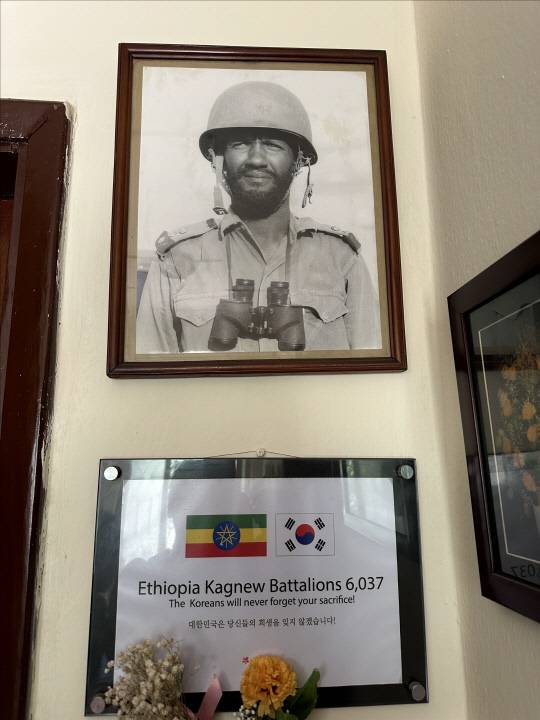 Ethiopia Kagnew Battalions 6,037
The Koreans will never forget your sacrifice!
대한민국은 당신들의 희생을 잊지 않겠습니다!